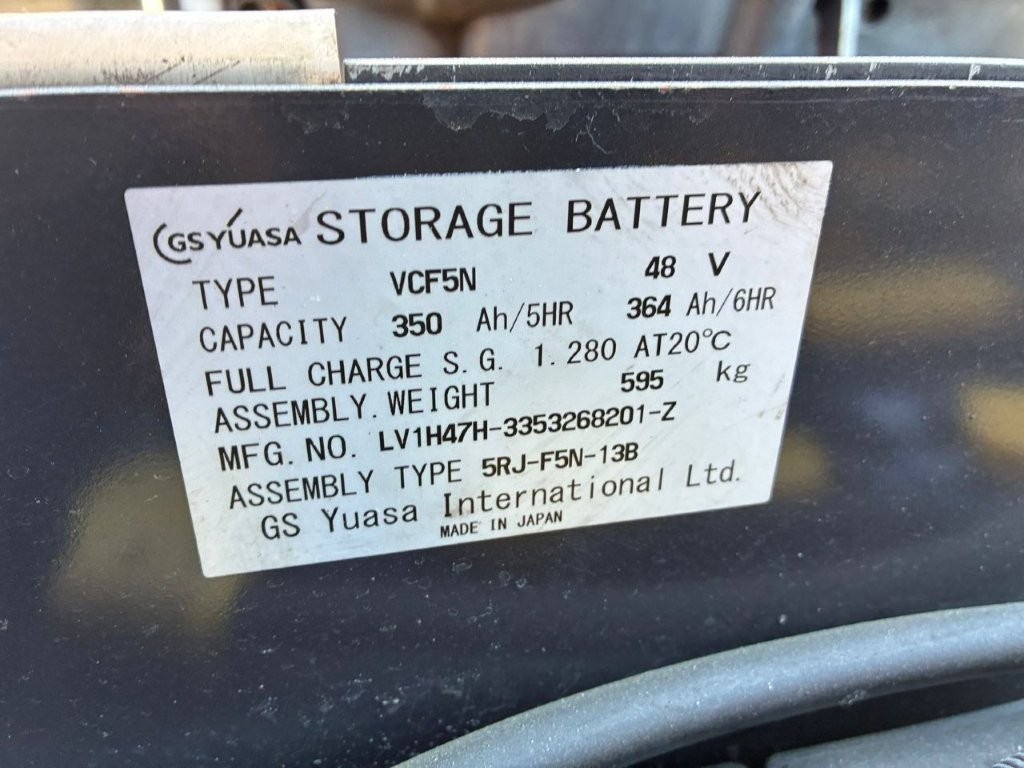 GS YUASA STORAGE BATTERY
TYPE VCF5N 48 V
CAPACITY 350 Ah/5HR 364 Ah/6HR
FULL CHARGE S.G. 1.280 AT20℃
ASSEMBLY.WEIGHT 595 kg
MFG.NO. LV1H47H-3353268201-Z
ASSEMBLY TYPE 5RJ-F5N-13B
GS Yuasa International Ltd.
MADE IN JAPAN